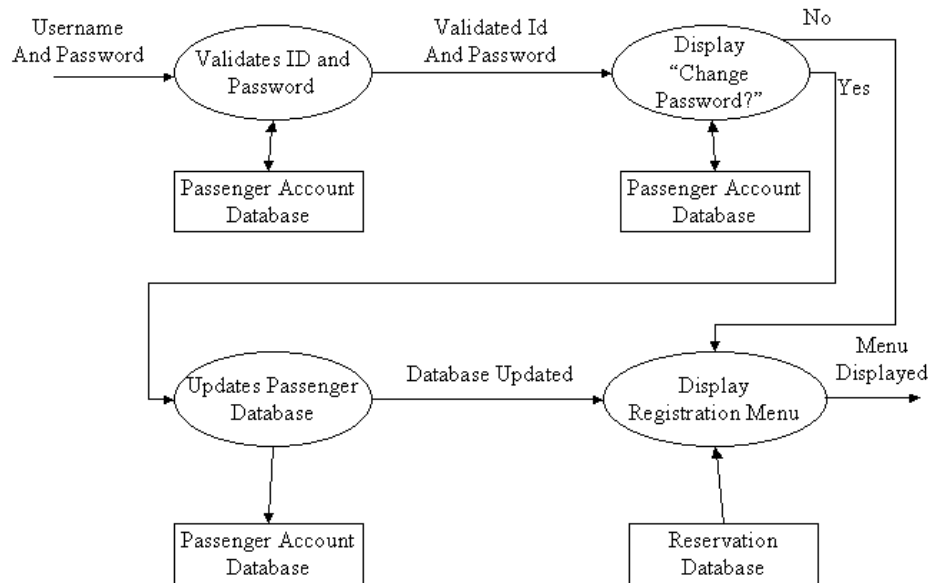 Username
And Password
Validates ID and
Password
Validated Id
And Password
Display
“Change
Password?”
No
Yes
Passenger Account
Database
Passenger Account
Database
Updates Passenger
Database
Database Updated
Display
Registration Menu
Menu
Displayed
Passenger Account
Database
Reservation
Database